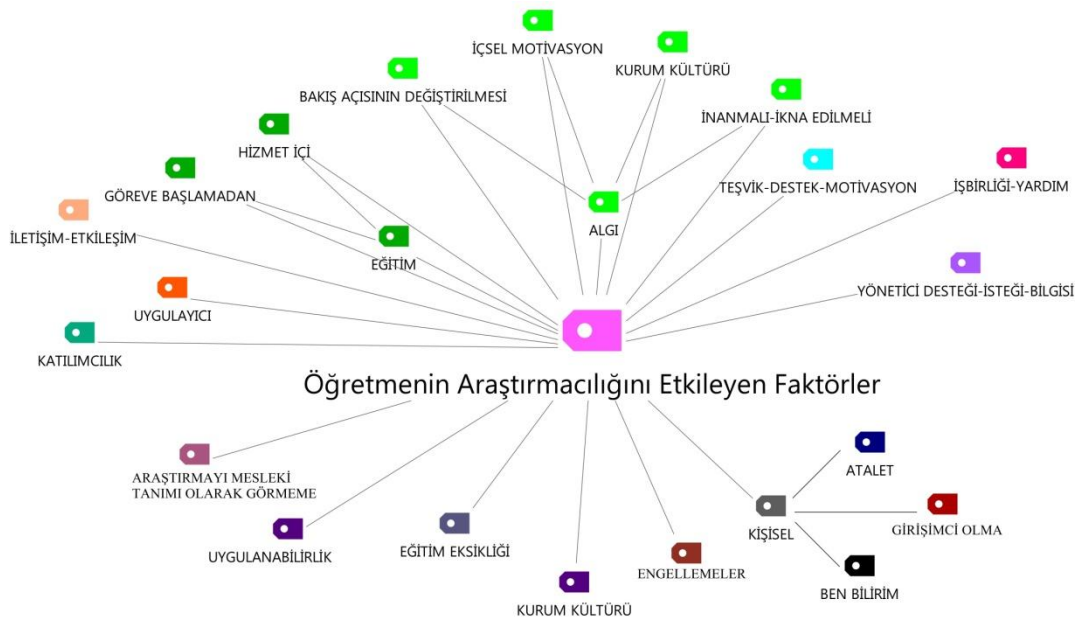 İÇSEL MOTİVASYON
KURUM KÜLTÜRÜ
BAKIŞ AÇISININ DEĞİŞTİRİLMESİ
İNANMALI-İKNA EDİLMELİ
HİZMET İÇİ
TEŞVİK-DESTEK-MOTİVASYON
İŞBİRLİĞİ-YARDIM
GÖREVE BAŞLAMADAN
ALGI
İLETİŞİM-ETKİLEŞİM
EĞİTİM
YÖNETİCİ DESTEĞİ-İSTEĞİ-BİLGİSİ
UYGULAYICI
KATILIMCILIK
Öğretmenin Araştırmacılığını Etkileyen Faktörler
ARAŞTIRMAYI MESLEKİ
TANIMI OLARAK GÖRMEME
ATALET
GİRİŞİMCİ OLMA
KİŞİSEL
UYGULANABİLİRLİK
EĞİTİM EKSİKLİĞİ
ENGELLEMELER
BEN BİLİRİM
KURUM KÜLTÜRÜ